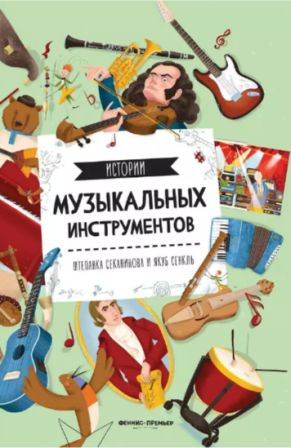 ИСТОРИИ
МУЗЫКАЛЬНЫХ
ИНСТРУМЕНТОВ
ШТЕПАНКА СЕКАНИНОВА И ЯКУБ СЕНКЛЬ
ФЕНИКС-ПРЕМЬЕР